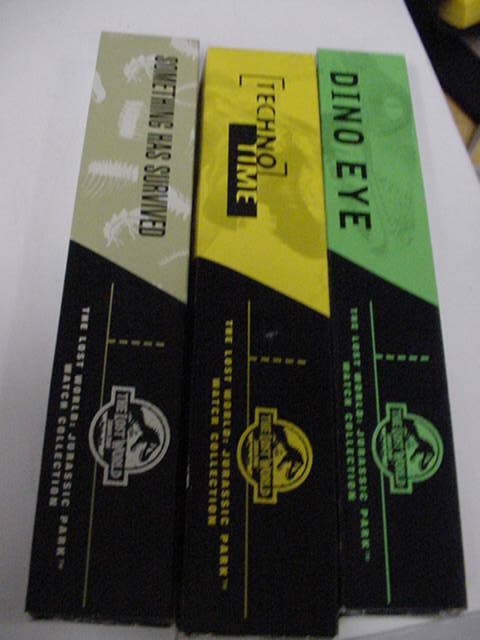 SOMETHING HAS SURVIVED
THE LOST WORLD: JURASSIC PARK™
WATCH COLLECTION
THE LOST WORLD
TECHNO
TIME
THE LOST WORLD: JURASSIC PARK™
WATCH COLLECTION
THE LOST WORLD
DINO EYE
THE LOST WORLD: JURASSIC PARK™
WATCH COLLECTION
THE LOST WORLD